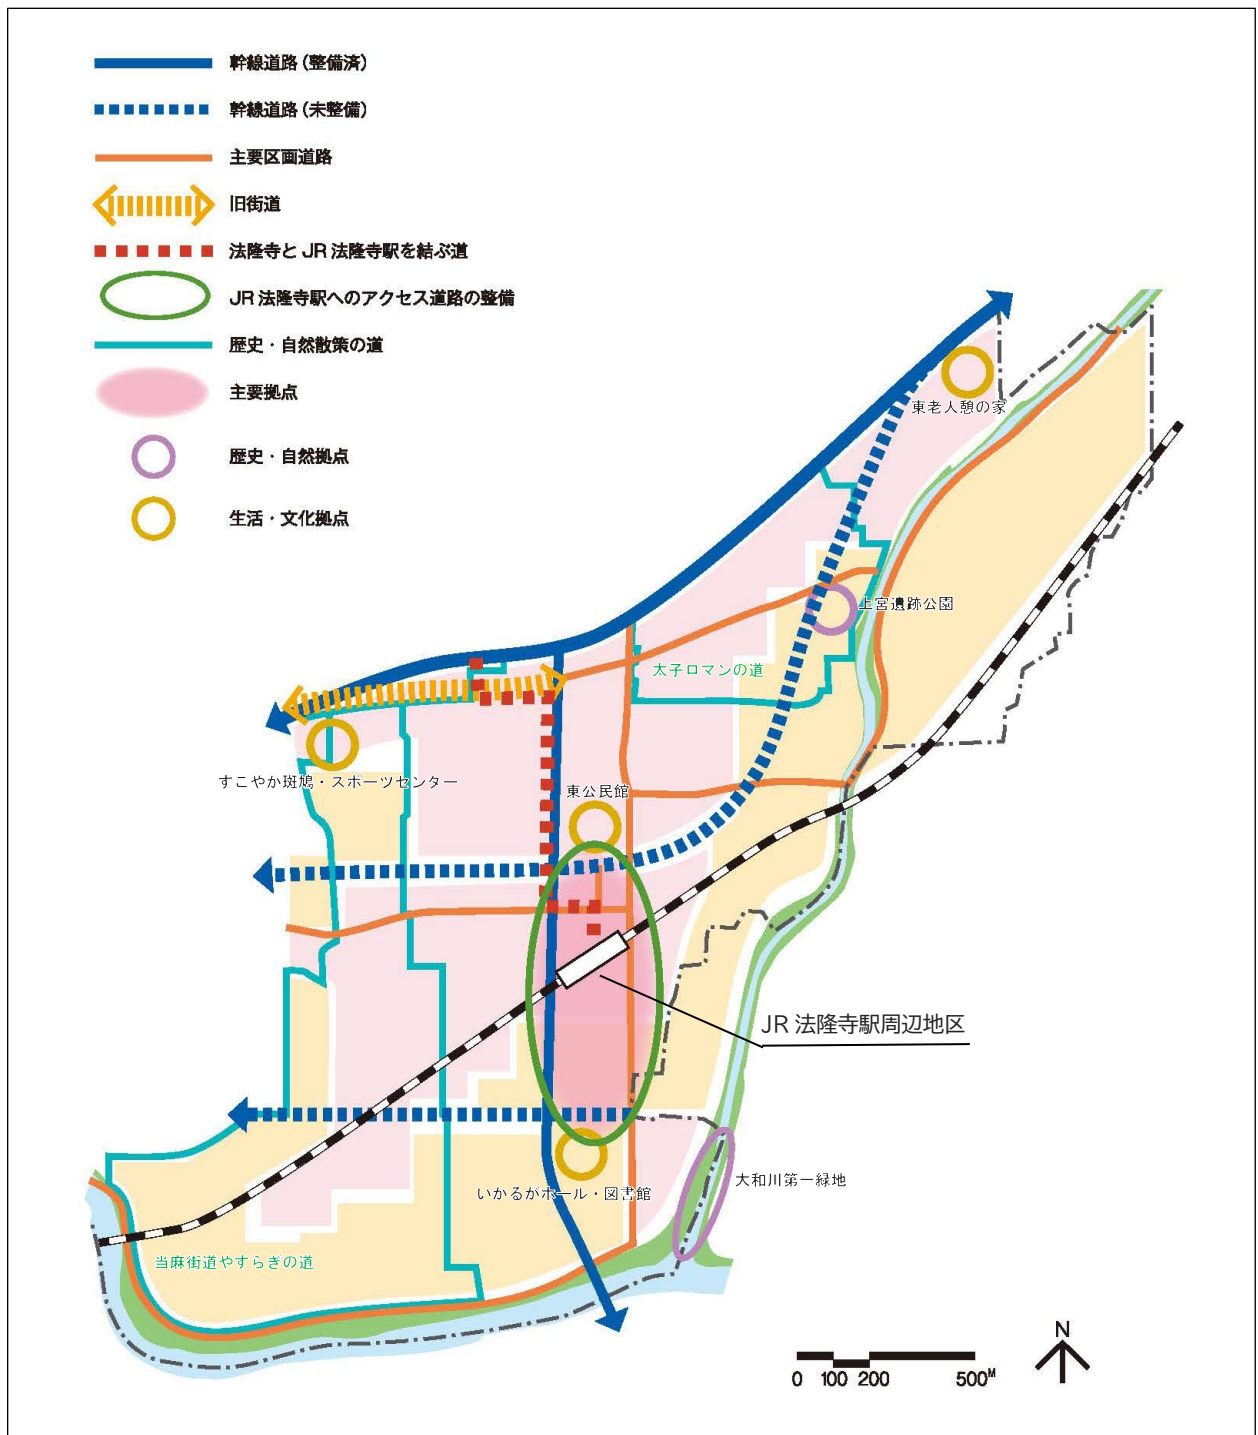 幹線道路(整備済)
幹線道路(未整備)
主要区画道路
旧街道
法隆寺とJR法隆寺駅を結ぶ道
JR法隆寺駅へのアクセス道路の整備
歴史・自然散策の道
主要拠点
歴史・自然拠点
生活・文化拠点
東老人憩の家
上宮遺跡公園
太子ロマンの道
すこやか斑鳩・スポーツセンター
東公民館
JR 法隆寺駅周辺地区
大和川第一緑地
いかるがホール・図書館
当麻街道やすらぎの道
N
0 100 200 500M